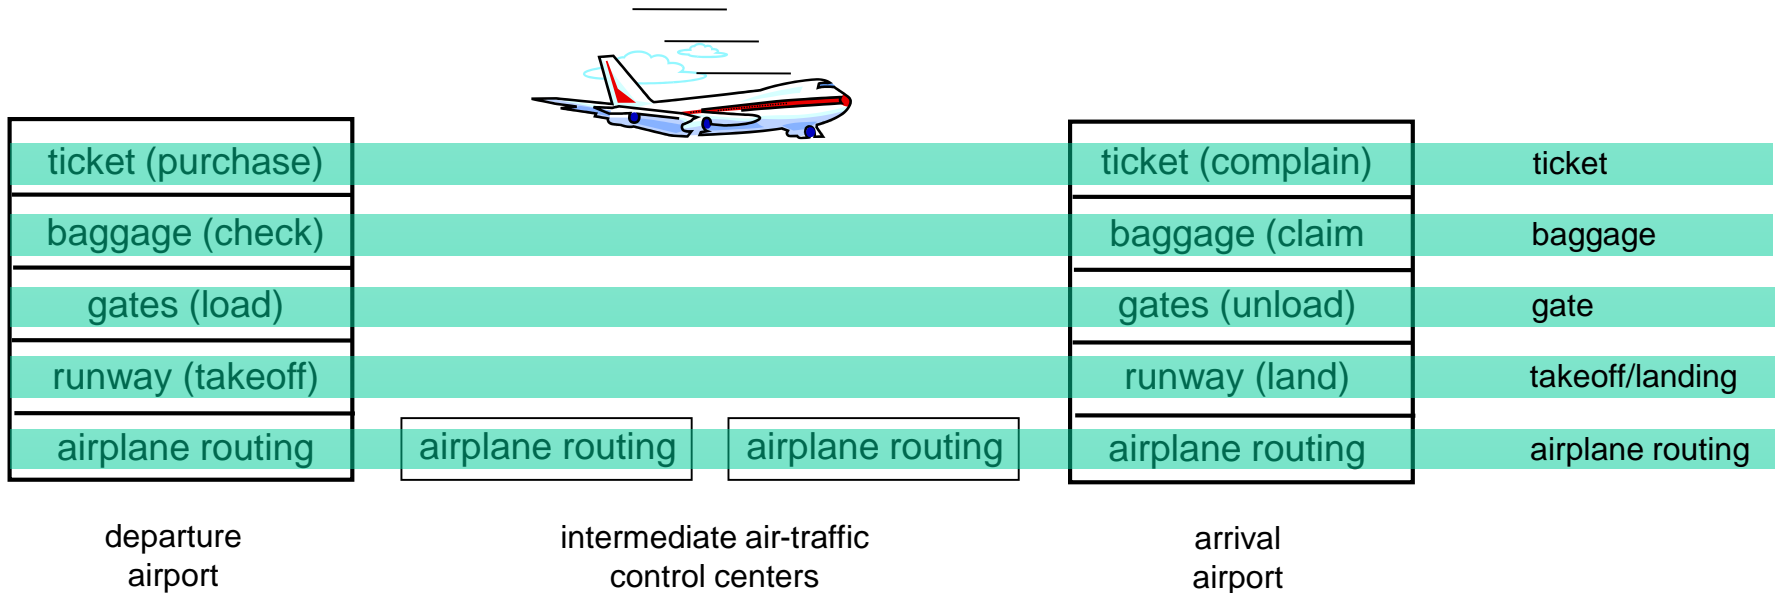 ticket (purchase) ticket (complain) ticket
baggage (check) baggage (claim baggage
gates (load) gates (unload) gate
runway (takeoff) runway (land) takeoff/landing
airplane routing airplane routing airplane routing airplane routing airplane routing
departure
airport
intermediate air-traffic
control centers
arrival
airport